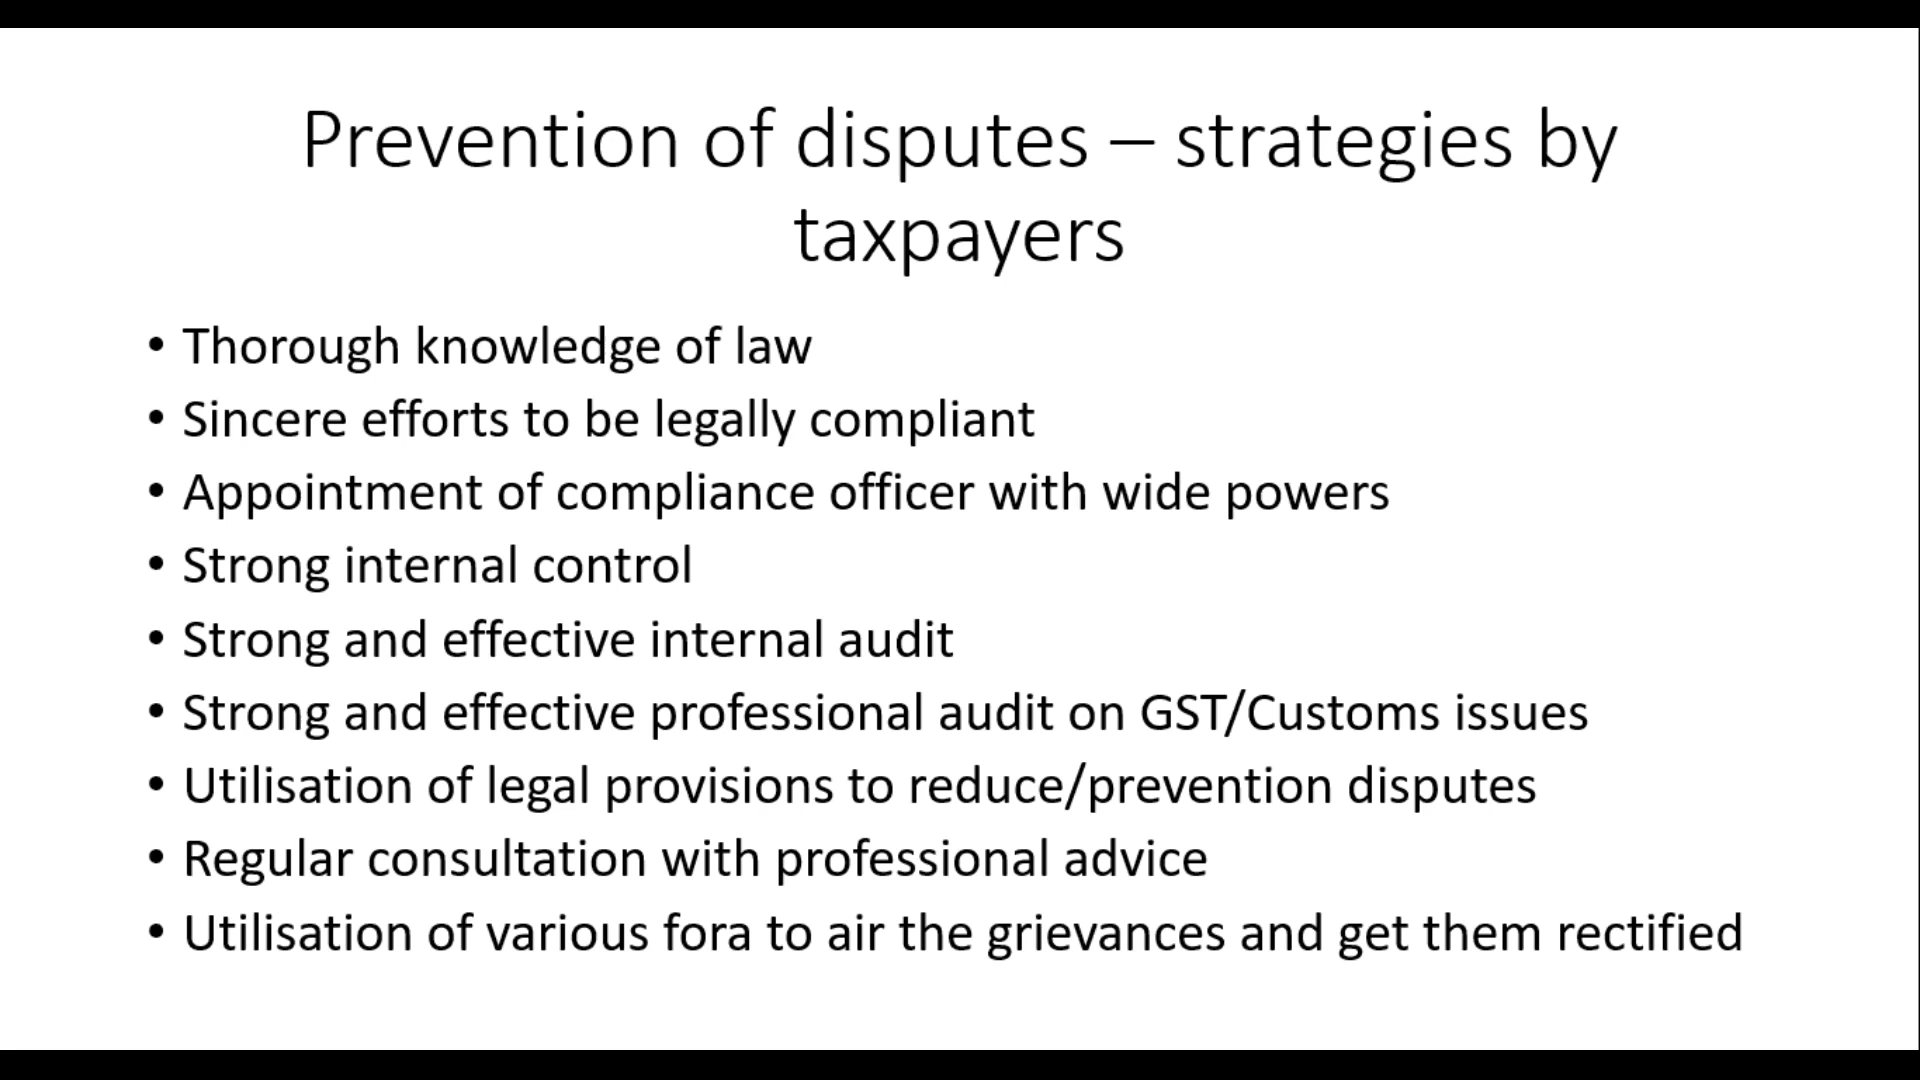 Prevention of disputes – strategies by
taxpayers
• Thorough knowledge of law
• Sincere efforts to be legally compliant
• Appointment of compliance officer with wide powers
• Strong internal control
• Strong and effective internal audit
• Strong and effective professional audit on GST/Customs issues
• Utilisation of legal provisions to reduce/prevention disputes
• Regular consultation with professional advice
• Utilisation of various fora to air the grievances and get them rectified